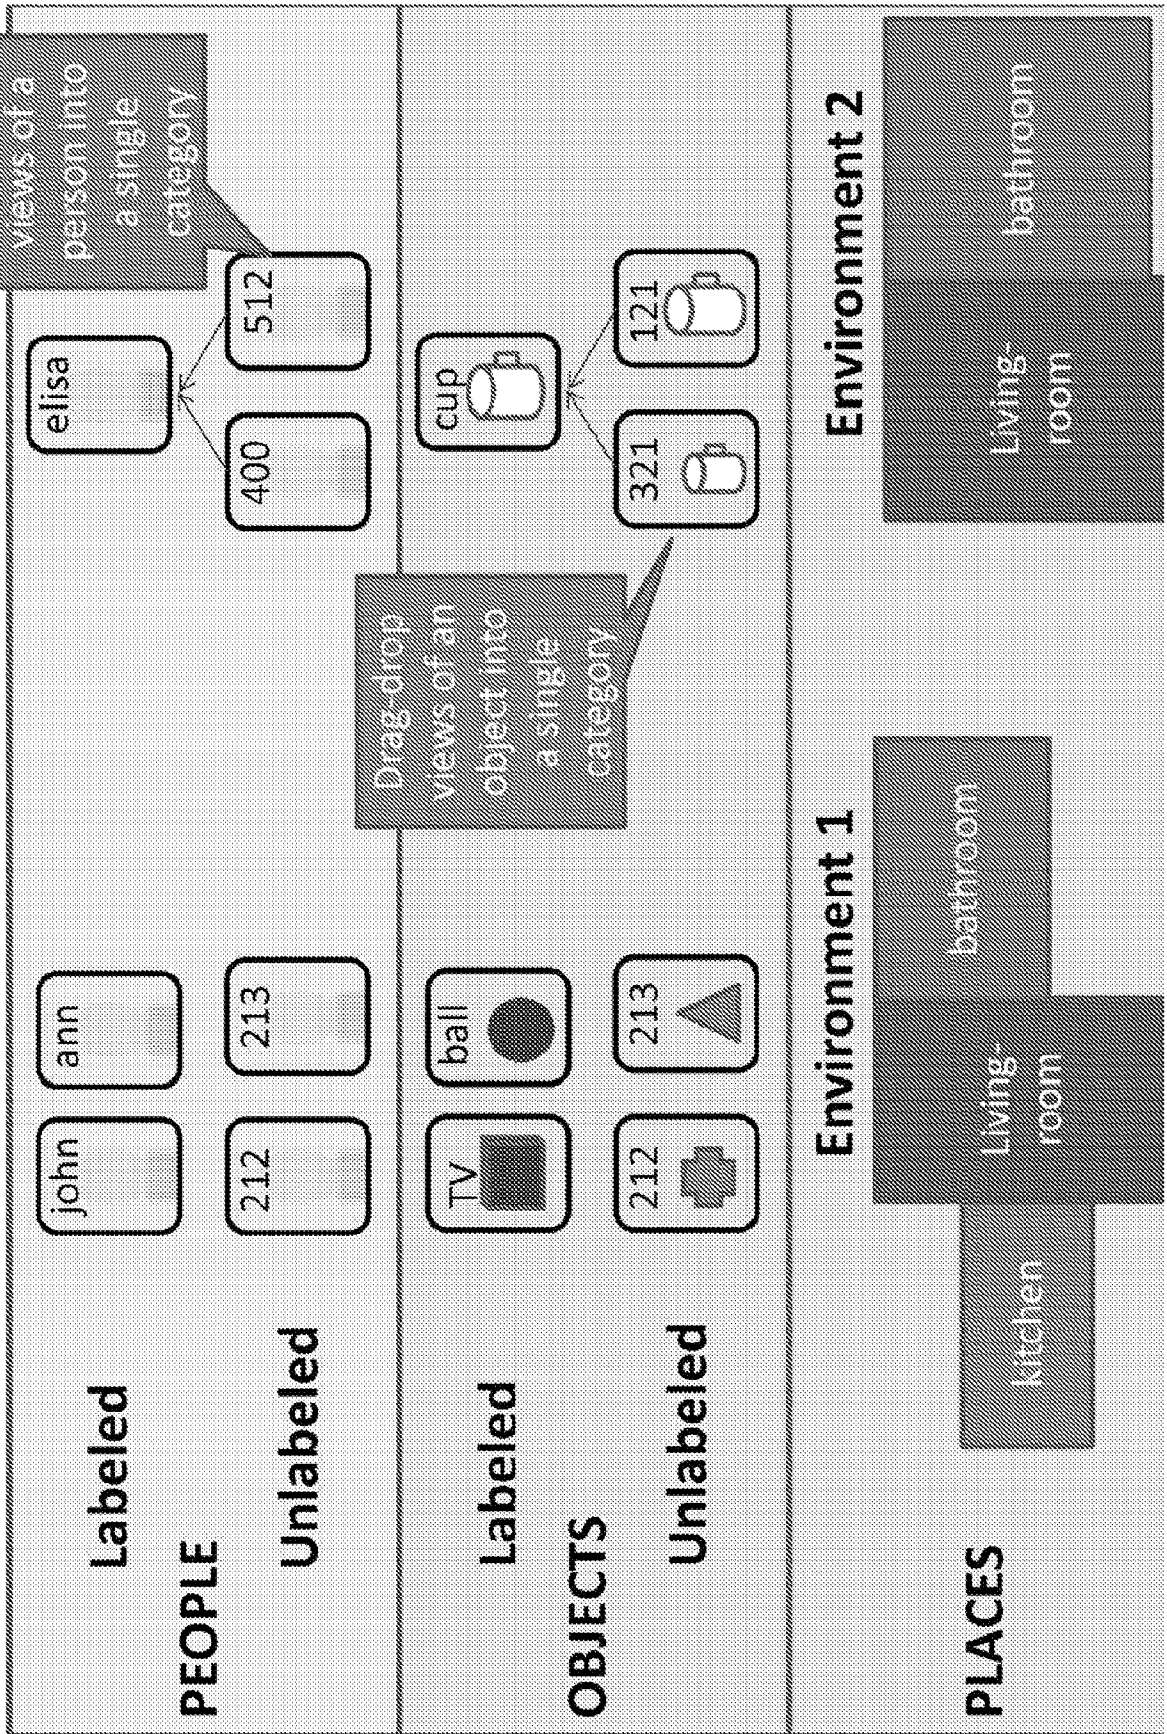 PEOPLE
Labeled
john
ann
elisa
Unlabeled
212
213
400
512
views of a
person into
a single
category
OBJECTS
Labeled
TV
ball
cup
Unlabeled
212
213
321
121
Drag-drop
views of an
object into
a single
category
PLACES
Environment 1
kitchen
Living-
room
bathroom
Environment 2
Living-
room
bathroom